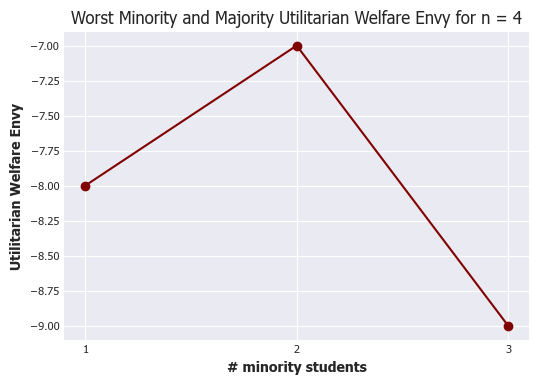 Worst Minority and Majority Utilitarian Welfare Envy for n = 4
Utilitarian Welfare Envy
−7.00
−7.25
−7.50
−7.75
−8.00
−8.25
−8.50
−8.75
−9.00
1 2 3
# minority students